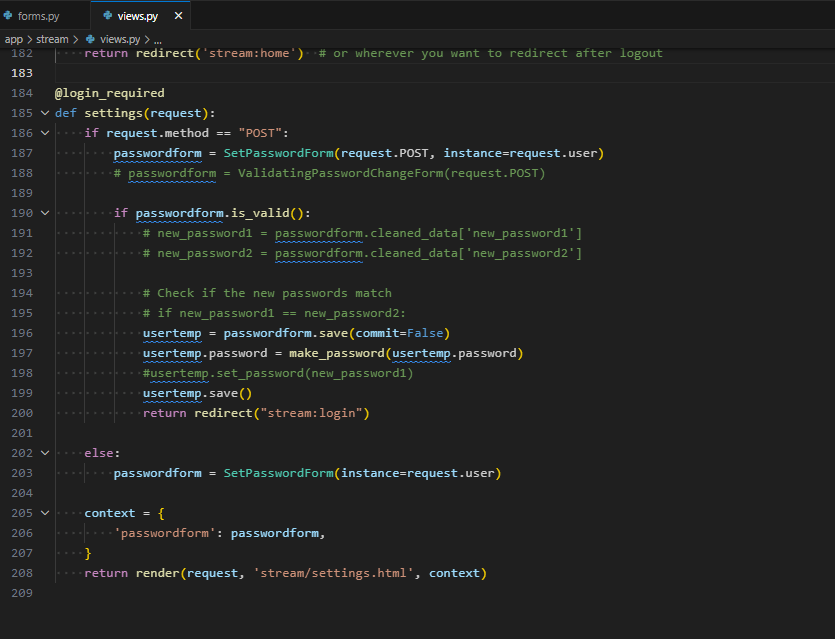 forms.py
views.py ×
app > stream > views.py > ...
182 return redirect('stream:home') # or wherever you want to redirect after logout
183
184 @login_required
185 def settings(request):
186 if request.method == "POST":
187 passwordform = SetPasswordForm(request.POST, instance=request.user)
188 # passwordform = ValidatingPasswordChangeForm(request.POST)
189
190 if passwordform.is_valid():
191 # new_password1 = passwordform.cleaned_data['new_password1']
192 # new_password2 = passwordform.cleaned_data['new_password2']
193
194 # Check if the new passwords match
195 # if new_password1 == new_password2:
196 usertemp = passwordform.save(commit=False)
197 usertemp.password = make_password(usertemp.password)
198 #usertemp.set_password(new_password1)
199 usertemp.save()
200 return redirect("stream:login")
201
202 else:
203 passwordform = SetPasswordForm(instance=request.user)
204
205 context = {
206 'passwordform': passwordform,
207 }
208 return render(request, 'stream/settings.html', context)
209